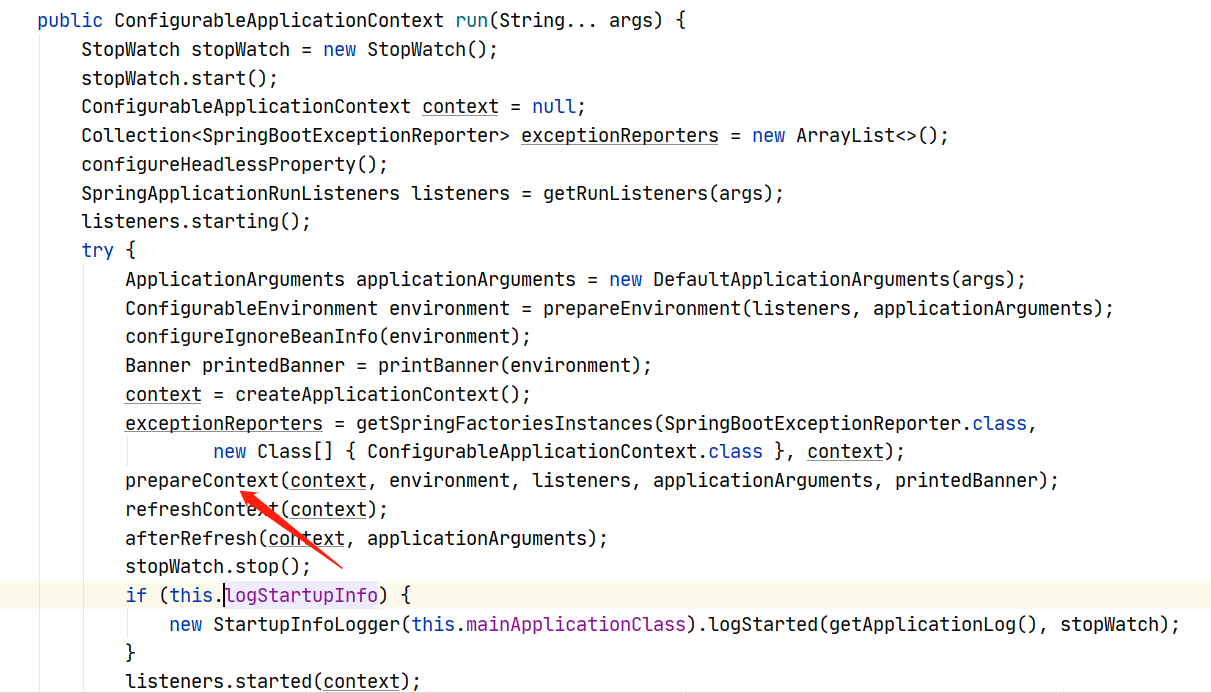 public ConfigurableApplicationContext run(String... args) {
StopWatch stopWatch = new StopWatch();
stopWatch.start();
ConfigurableApplicationContext context = null;
Collection<SpringBootExceptionReporter> exceptionReporters = new ArrayList<>();
configureHeadlessProperty();
SpringApplicationRunListeners listeners = getRunListeners(args);
listeners.starting();
try {
ApplicationArguments applicationArguments = new DefaultApplicationArguments(args);
ConfigurableEnvironment environment = prepareEnvironment(listeners, applicationArguments);
configureIgnoreBeanInfo(environment);
Banner printedBanner = printBanner(environment);
context = createApplicationContext();
exceptionReporters = getSpringFactoriesInstances(SpringBootExceptionReporter.class,
new Class[] { ConfigurableApplicationContext.class }, context);
prepareContext(context, environment, listeners, applicationArguments, printedBanner);
refreshContext(context);
afterRefresh(context, applicationArguments);
stopWatch.stop();
if (this.logStartupInfo) {
new StartupInfoLogger(this.mainApplicationClass).logStarted(getApplicationLog(), stopWatch);
}
listeners.started(context);